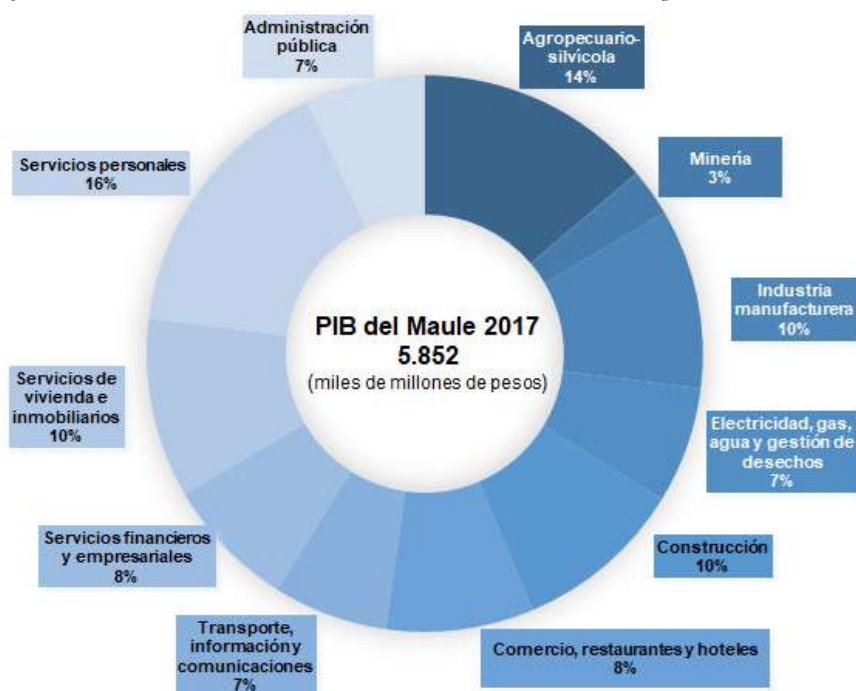 Administración
pública
7%
Agropecuario-
silvícola
14%
Minería
3%
Industria
manufacturera
10%
Electricidad, gas,
agua y gestión de
desechos
7%
Construcción
10%
Comercio, restaurantes y hoteles
8%
Transporte,
información y
comunicaciones
7%
Servicios financieros
y empresariales
8%
Servicios de
vivienda e
inmobiliarios
10%
Servicios personales
16%
PIB del Maule 2017
5.852
(miles de millones de pesos)